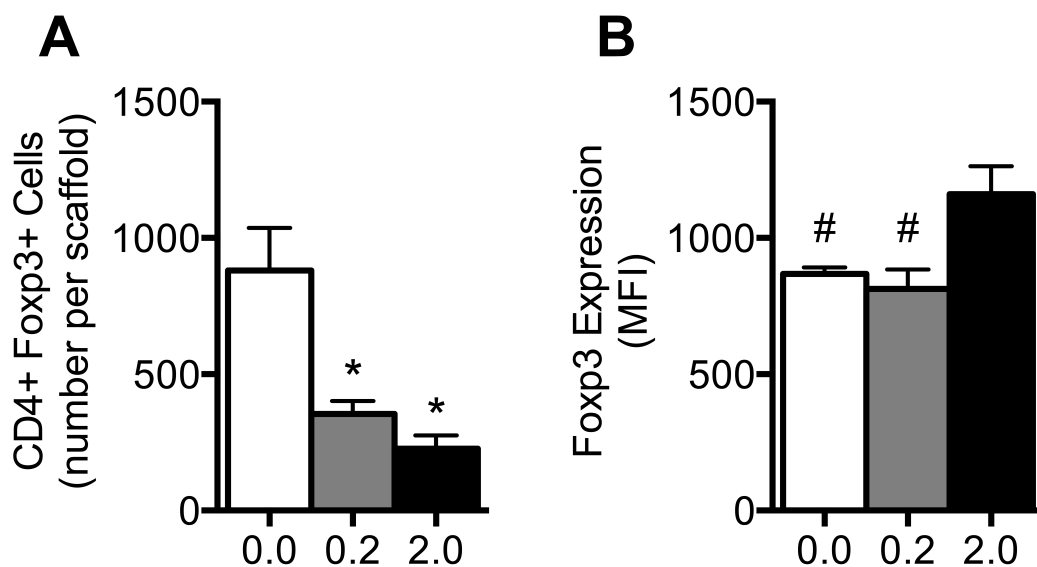 A
CD4+ Foxp3+ Cells
(number per scaffold)
1500
1000
500
0
*
*
0.0 0.2 2.0
B
Foxp3 Expression
(MFI)
1500
1000
500
0
# #
0.0 0.2 2.0